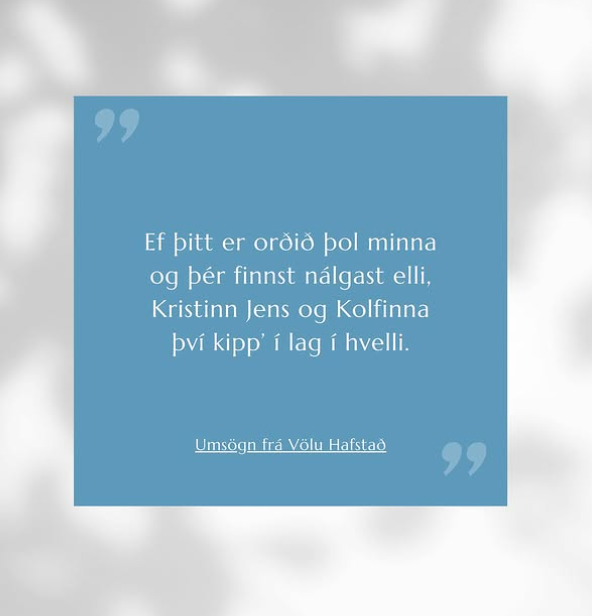 ”
Ef þitt er orðið þol minna
og þér finnst nálgast elli,
Kristinn Jens og Kolfinna
því kipp’ í lag í hvelli.
Umsögn frá Völu Hafstað
”